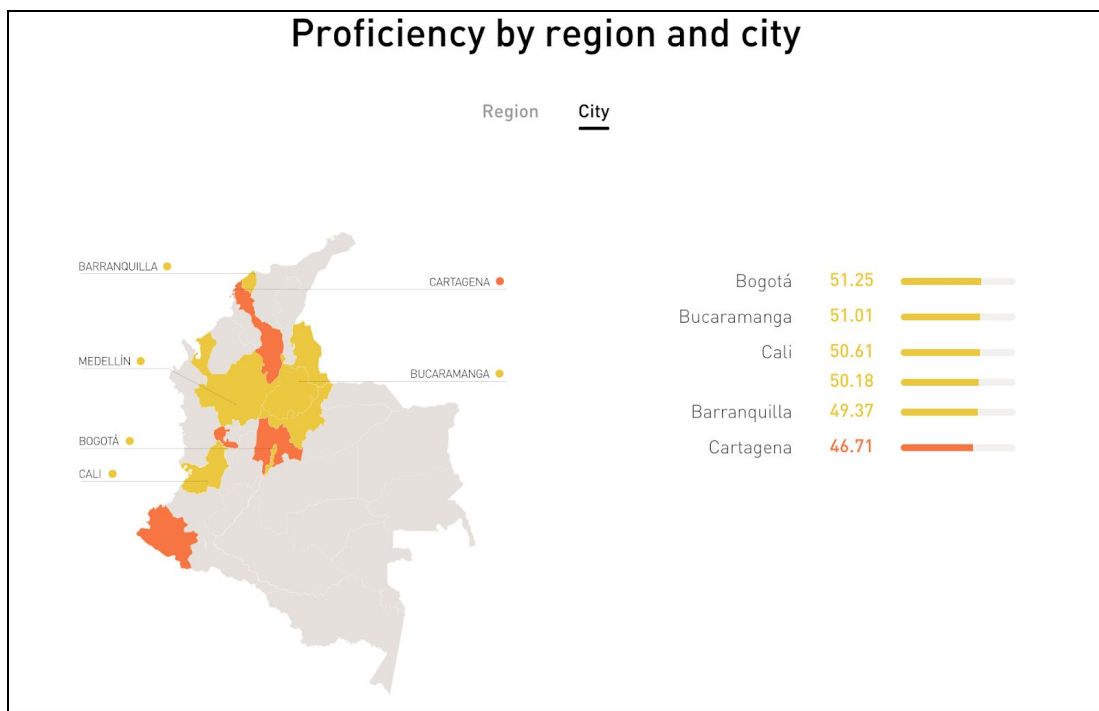 Proficiency by region and city
Region City
BARRANQUILLA
CARTAGENA
MEDELLÍN
BUCARAMANGA
BOGOTÁ
CALI
Bogotá 51.25
Bucaramanga 51.01
Cali 50.61
50.18
Barranquilla 49.37
Cartagena 46.71